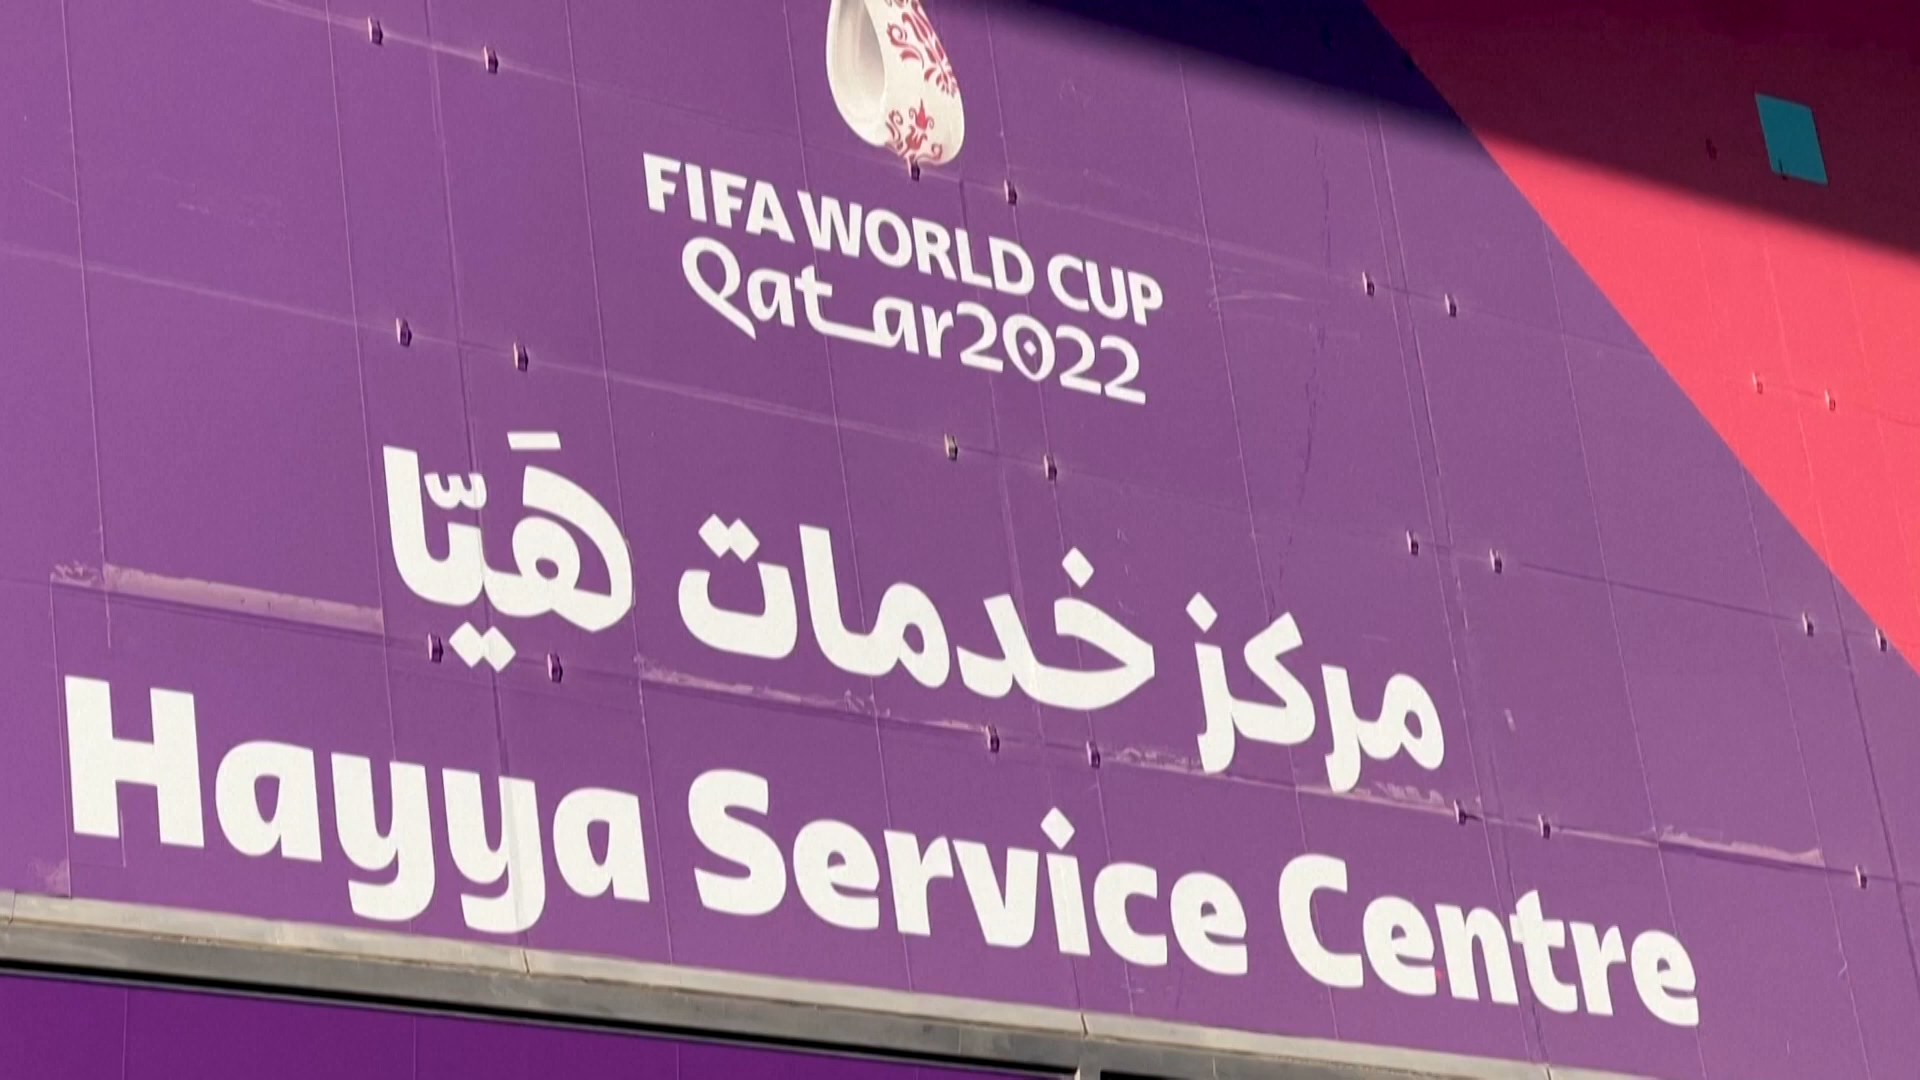 FIFA WORLD CUP
Qatar2022
مركز خدمات هَيّا
Hayya Service Centre